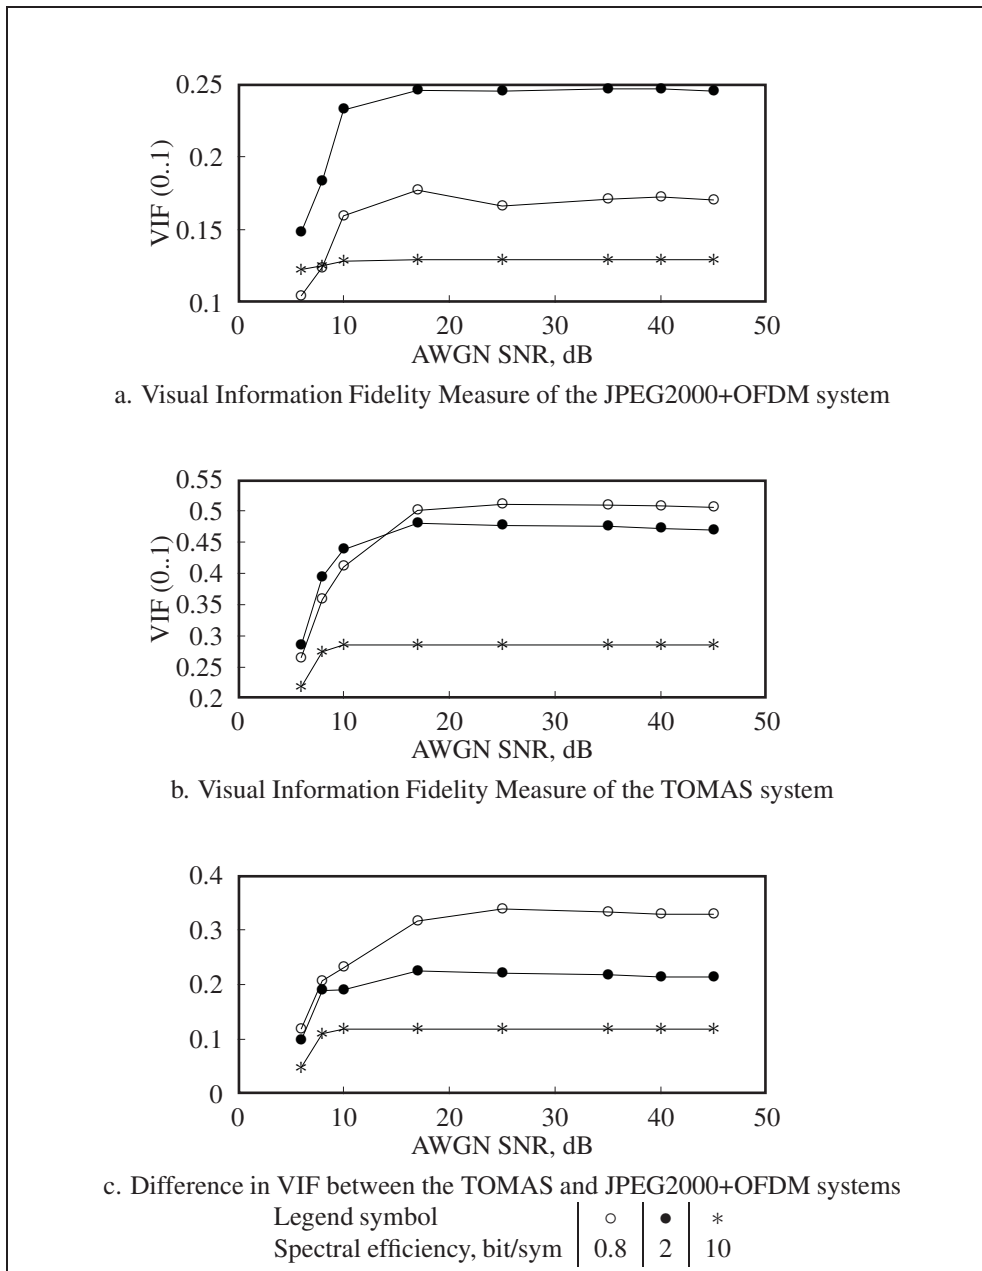 0.25
0.2
0.15
0.1
VIF (0..1)
0 10 20 30 40 50
AWGN SNR, dB
a. Visual Information Fidelity Measure of the JPEG2000+OFDM system
0.55
0.5
0.45
0.4
0.35
0.3
0.25
0.2
VIF (0..1)
0 10 20 30 40 50
AWGN SNR, dB
b. Visual Information Fidelity Measure of the TOMAS system
0.4
0.3
0.2
0.1
0
0 10 20 30 40 50
AWGN SNR, dB
c. Difference in VIF between the TOMAS and JPEG2000+OFDM systems
Legend symbol ○ ● *
Spectral efficiency, bit/sym 0.8 2 10